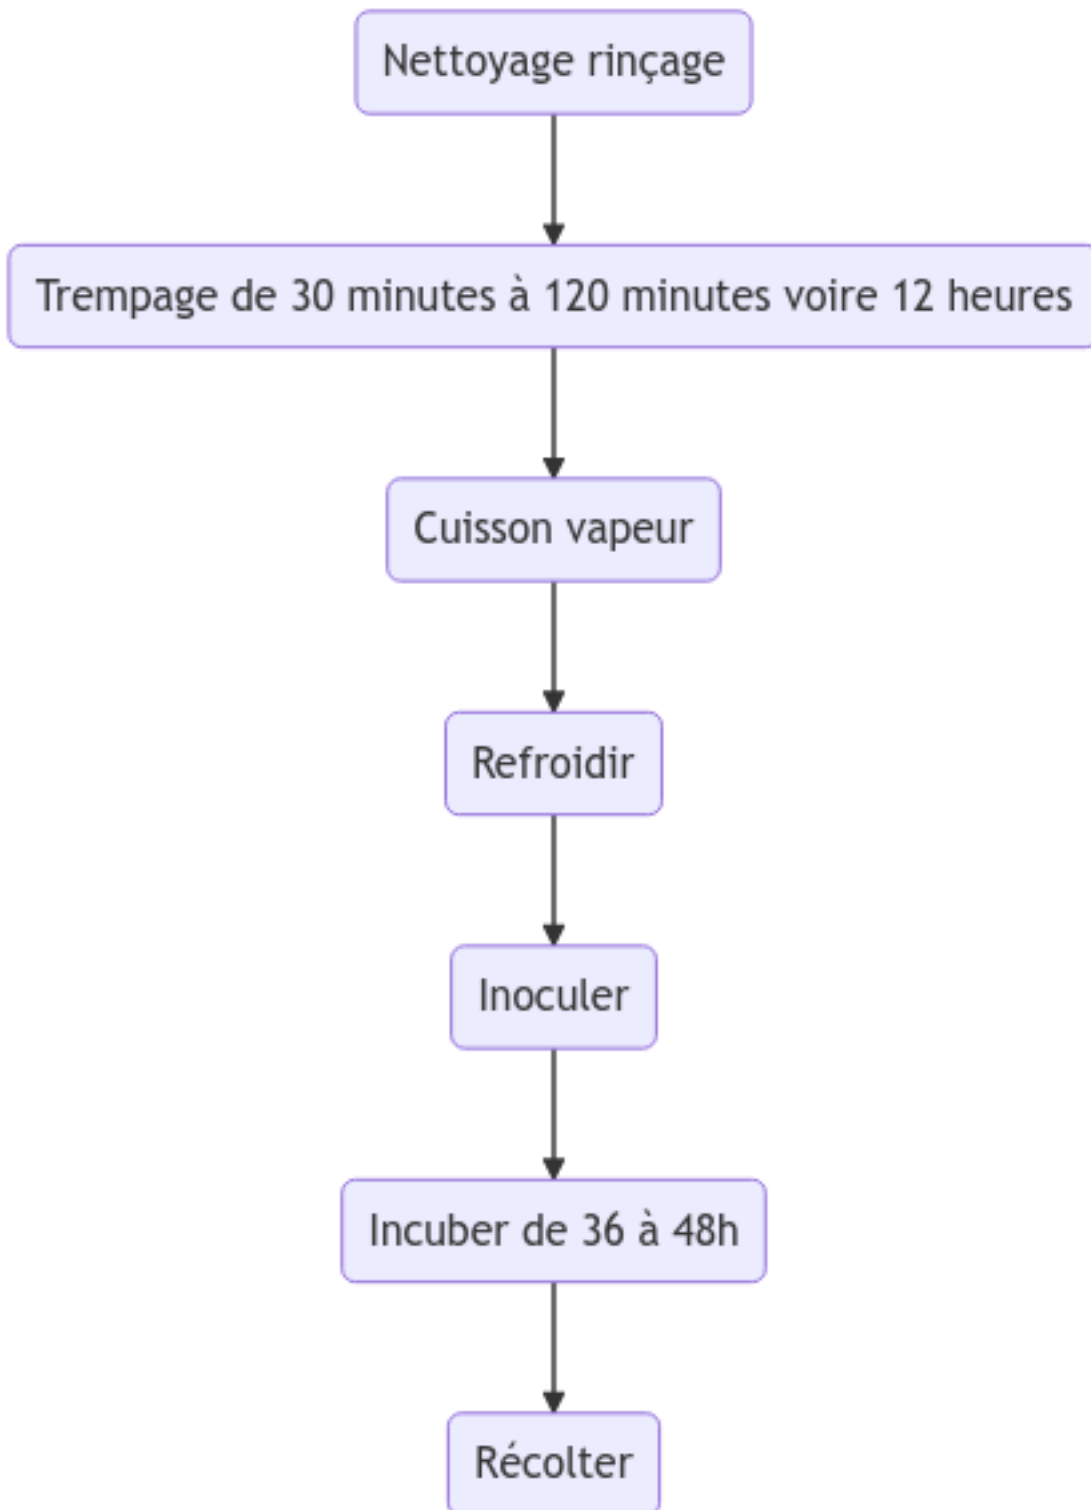 Nettoyage rinçage
Trempage de 30 minutes à 120 minutes voire 12 heures
Cuisson vapeur
Refroidir
Inoculer
Incuber de 36 à 48h
Récolter